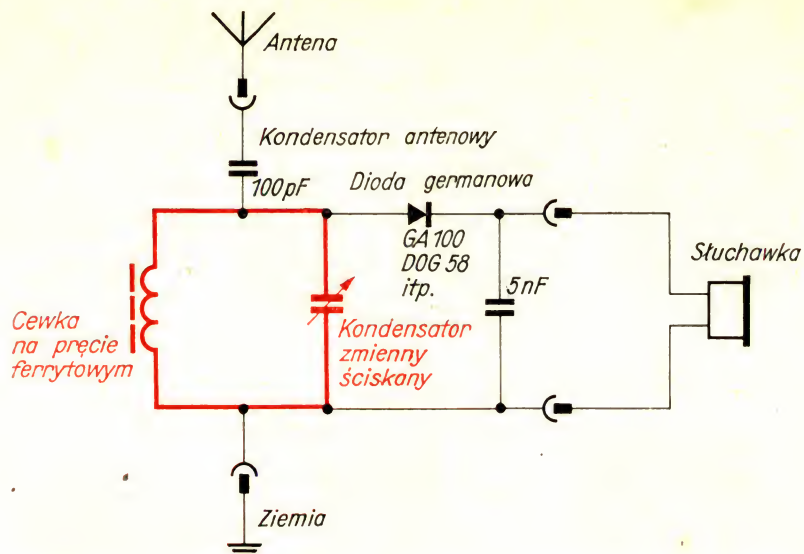 Antena
Kondensator antenowy
100pF
Dioda germanowa
GA 100
DOG 58
itp.
5nF
Słuchawka
Cewka
na pręcie
ferrytowym
Kondensator
zmienny
ściskany
Ziemia